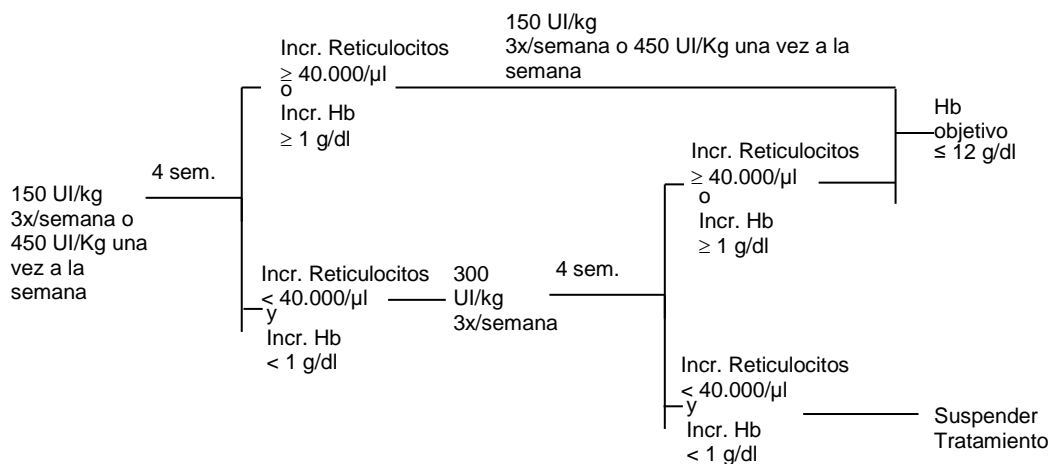 150 UI/kg
3x/semana o
450 UI/Kg una
vez a la
semana
4 sem.
Incr. Reticulocitos
≥ 40.000/µl
o
Incr. Hb
≥ 1 g/dl
150 UI/kg
3x/semana o 450 UI/Kg una vez a la
semana
Incr. Reticulocitos
< 40.000/µl
y
Incr. Hb
< 1 g/dl
300
UI/kg
3x/semana
4 sem.
Incr. Reticulocitos
≥ 40.000/µl
o
Incr. Hb
≥ 1 g/dl
Hb
objetivo
≤ 12 g/dl
Incr. Reticulocitos
< 40.000/µl
y
Incr. Hb
< 1 g/dl
Suspender
Tratamiento